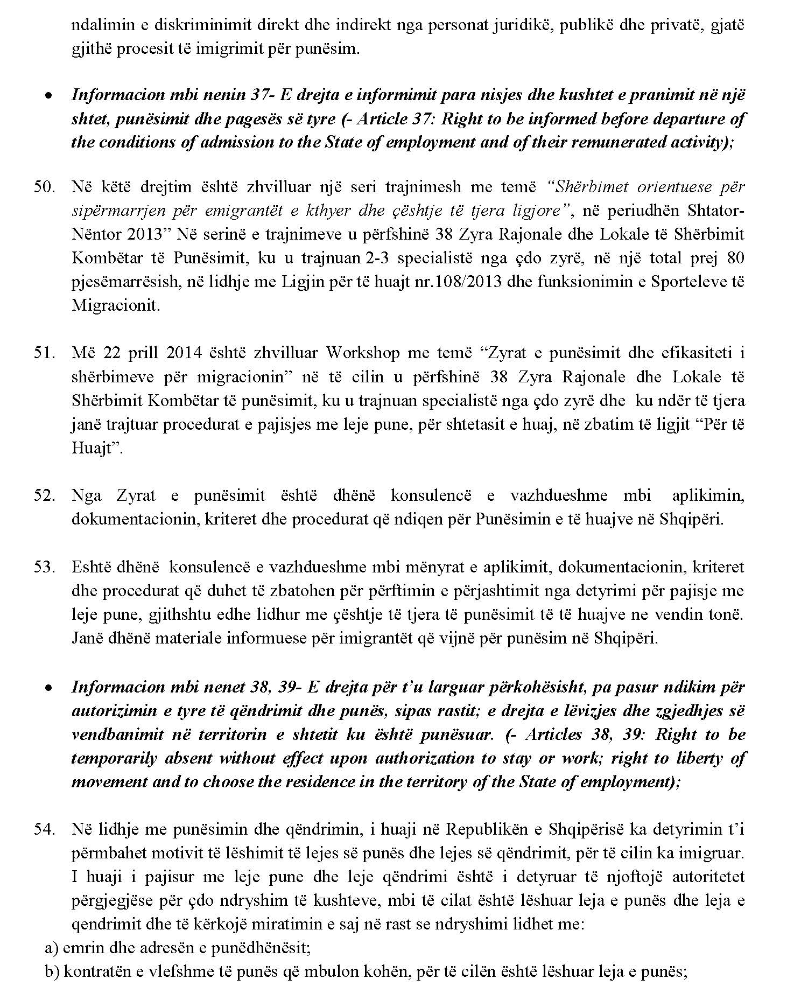 ndalimin e diskriminimit direkt dhe indirekt nga personat juridikë, publikë dhe privatë, gjatë
gjithë procesit të imigrimit për punësim.
• Informacion mbi nenin 37- E drejta e informimit para nisjes dhe kushtet e pranimit në një
shtet, punësimit dhe pagesës së tyre (- Article 37: Right to be informed before departure of
the conditions of admission to the State of employment and of their remunerated activity);
50. Në këtë drejtim është zhvilluar një seri trajnimesh me temë “Shërbimet orientuese për
sipërmarrjen për emigrantët e kthyer dhe çështje të tjera ligjore”, në periudhën Shtator-
Nëntor 2013” Në serinë e trajnimeve u përfshinë 38 Zyra Rajonale dhe Lokale të Shërbimit
Kombëtar të Punësimit, ku u trajnuan 2-3 specialistë nga çdo zyrë, në një total prej 80
pjesëmarrësish, në lidhje me Ligjin për të huajt nr.108/2013 dhe funksionimin e Sporteleve të
Migracionit.
51. Më 22 prill 2014 është zhvilluar Workshop me temë “Zyrat e punësimit dhe efikasiteti i
shërbimeve për migracionin” në të cilin u përfshinë 38 Zyra Rajonale dhe Lokale të
Shërbimit Kombëtar të punësimit, ku u trajnuan specialistë nga çdo zyrë dhe ku ndër të tjera
janë trajtuar procedurat e pajisjes me leje pune, për shtetasit e huaj, në zbatim të ligjit “Për të
Huajt”.
52. Nga Zyrat e punësimit është dhënë konsulencë e vazhdueshme mbi aplikimin,
dokumentacionin, kriteret dhe procedurat që ndiqen për Punësimin e të huajve në Shqipëri.
53. Eshtë dhënë konsulencë e vazhdueshme mbi mënyrat e aplikimit, dokumentacionin, kriteret
dhe procedurat që duhet të zbatohen për përftimin e përjashtimit nga detyrimi për pajisje me
leje pune, gjithshtu edhe lidhur me çështje të tjera të punësimit të të huajve ne vendin tonë.
Janë dhënë materiale informuese për imigrantët që vijnë për punësim në Shqipëri.
• Informacion mbi nenet 38, 39- E drejta për t’u larguar përkohësisht, pa pasur ndikim për
autorizimin e tyre të qëndrimit dhe punës, sipas rastit; e drejta e lëvizjes dhe zgjedhjes së
vendbanimit në territorin e shtetit ku është punësuar. (- Articles 38, 39: Right to be
temporarily absent without effect upon authorization to stay or work; right to liberty of
movement and to choose the residence in the territory of the State of employment);
54. Në lidhje me punësimin dhe qëndrimin, i huaji në Republikën e Shqipërisë ka detyrimin t’i
përmbahet motivit të lëshimit të lejes së punës dhe lejes së qëndrimit, për të cilin ka imigruar.
I huaji i pajisur me leje pune dhe leje qëndrimi është i detyruar të njoftojë autoritetet
përgjegjëse për çdo ndryshim të kushteve, mbi të cilat është lëshuar leja e punës dhe leja e
qendrimit dhe të kërkojë miratimin e saj në rast se ndryshimi lidhet me:
a) emrin dhe adresën e punëdhënësit;
b) kontratën e vlefshme të punës që mbulon kohën, për të cilën është lëshuar leja e punës;